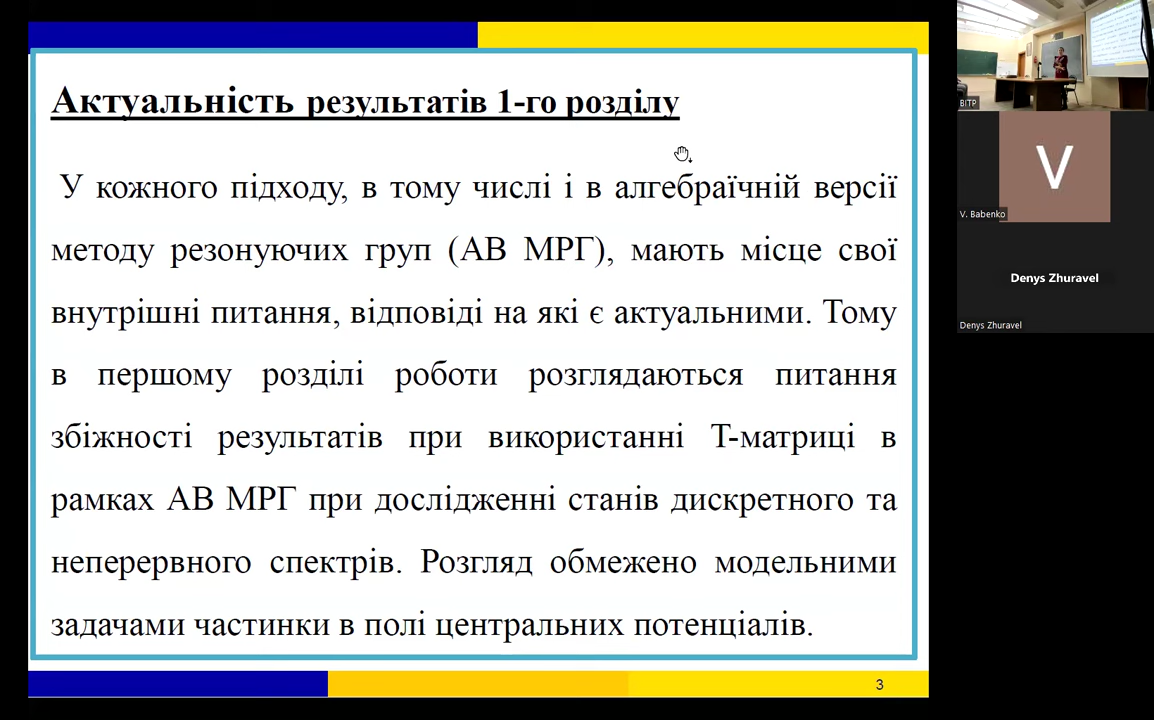 Актуальність результатів 1-го розділу
У кожного підходу, в тому числі і в алгебраїчній версії
методу резонуючих груп (АВ МРГ), мають місце свої
внутрішні питання, відповіді на які є актуальними. Тому
в першому розділі роботи розглядаються питання
збіжності результатів при використанні Т-матриці в
рамках АВ МРГ при дослідженні станів дискретного та
неперервного спектрів. Розгляд обмежено модельними
задачами частинки в полі центральних потенціалів.
3
BITP
V
V. Babenko
Denys Zhuravel
Denys Zhuravel